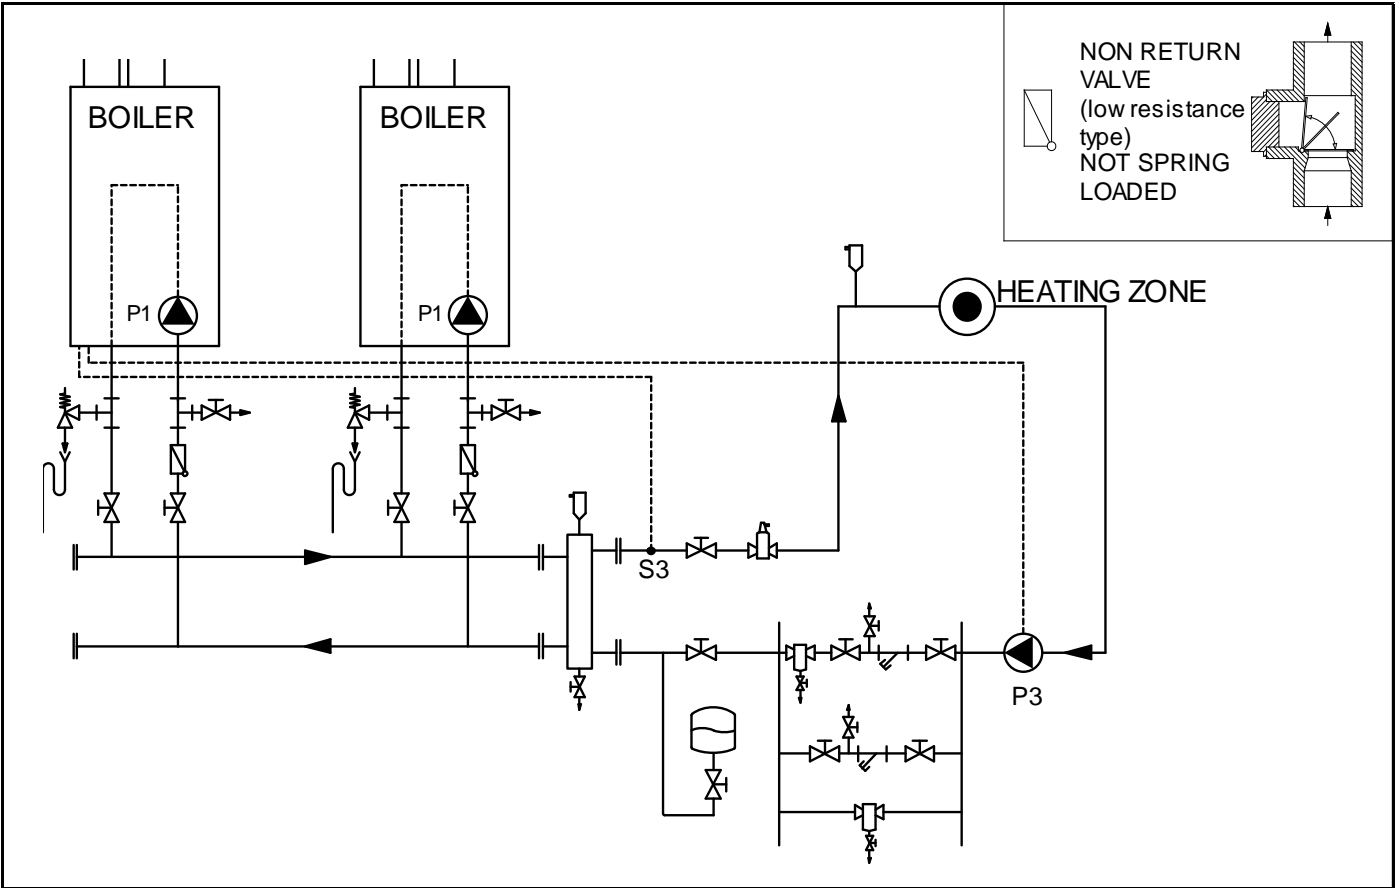 BOILER
BOILER
NON RETURN
VALVE
(low resistance
type)
NOT SPRING
LOADED
HEATING ZONE
P1
P1
S3
P3